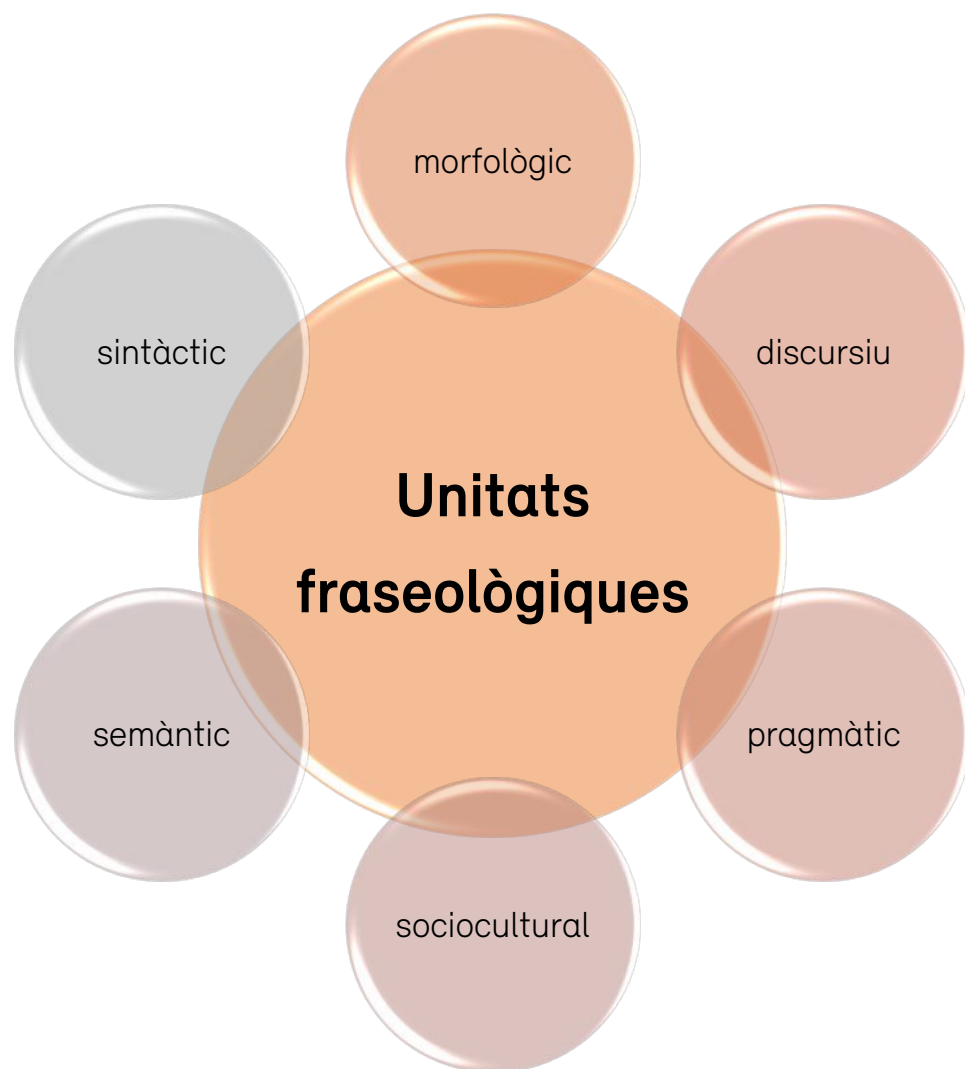 morfològic
sintàctic
discursiu
Unitats
fraseològiques
semàntic
pragmàtic
sociocultural